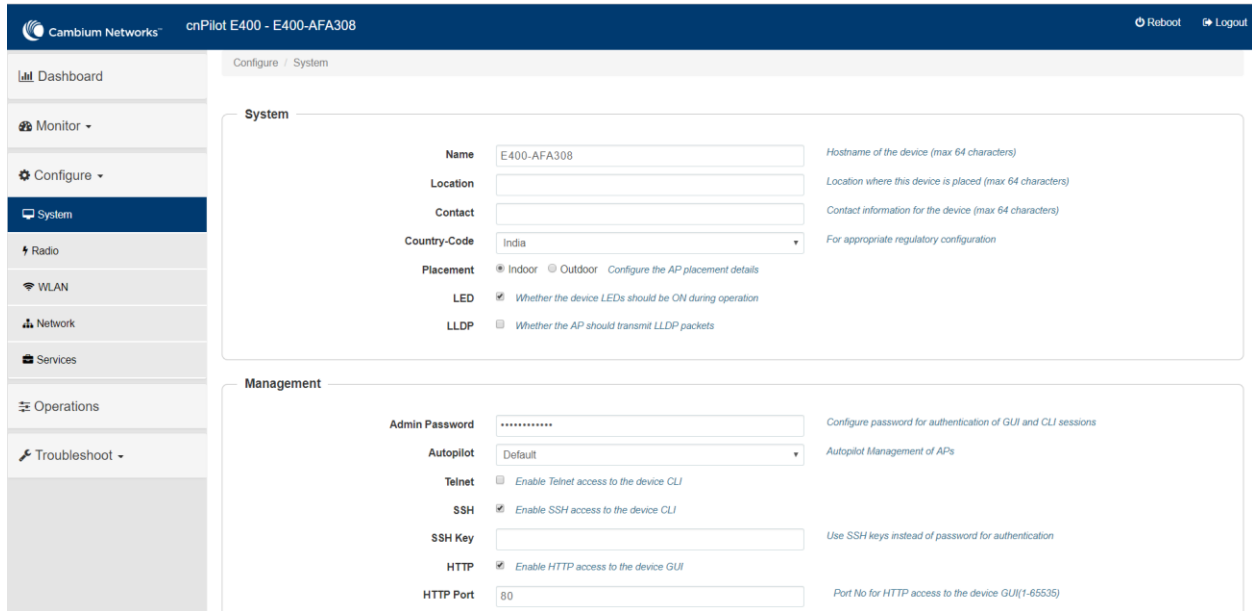 Cambium Networks™ cnPilot E400 - E400-AFA308 Reboot Logout
Dashboard
Monitor
Configure
System
Radio
WLAN
Network
Services
Operations
Troubleshoot
Configure / System
System
Name E400-AFA308 Hostname of the device (max 64 characters)
Location Location where this device is placed (max 64 characters)
Contact Contact information for the device (max 64 characters)
Country-Code India For appropriate regulatory configuration
Placement Indoor Outdoor Configure the AP placement details
LED Whether the device LEDs should be ON during operation
LLDP Whether the AP should transmit LLDP packets
Management
Admin Password •••••••••••• Configure password for authentication of GUI and CLI sessions
Autopilot Default Autopilot Management of APs
Telnet Enable Telnet access to the device CLI
SSH Enable SSH access to the device CLI
SSH Key Use SSH keys instead of password for authentication
HTTP Enable HTTP access to the device GUI
HTTP Port 80 Port No for HTTP access to the device GUI(1-65535)